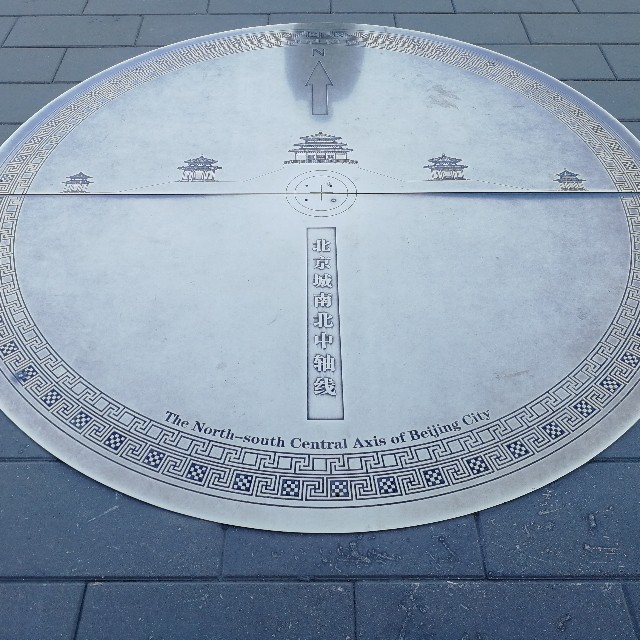 N
北京城南北中轴线
The North-south Central Axis of Beijing City